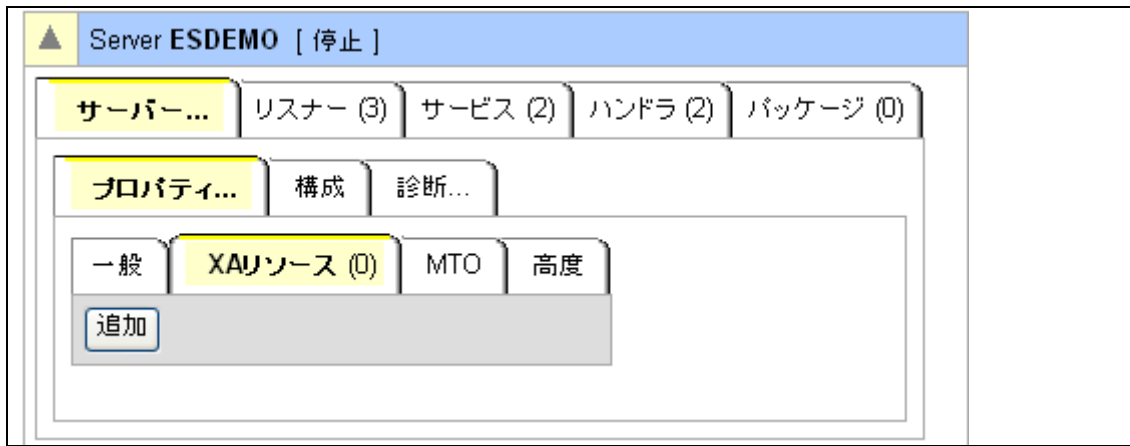 Server ESDEMO [ 停止 ]
サーバー... リスナー (3) サービス (2) ハンドラ (2) パッケージ (0)
プロパティ... 構成 診断...
一般 XAリソース (0) MTO 高度
追加